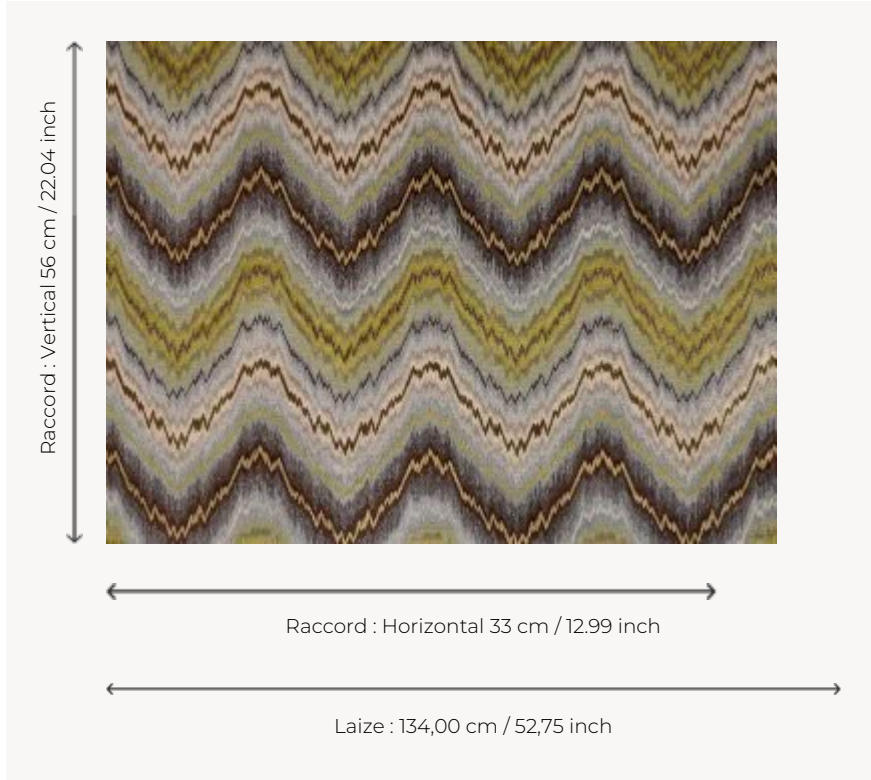 Raccord : Vertical 56 cm / 22.04 inch
Raccord : Horizontal 33 cm / 12.99 inch
Laize : 134,00 cm / 52,75 inch